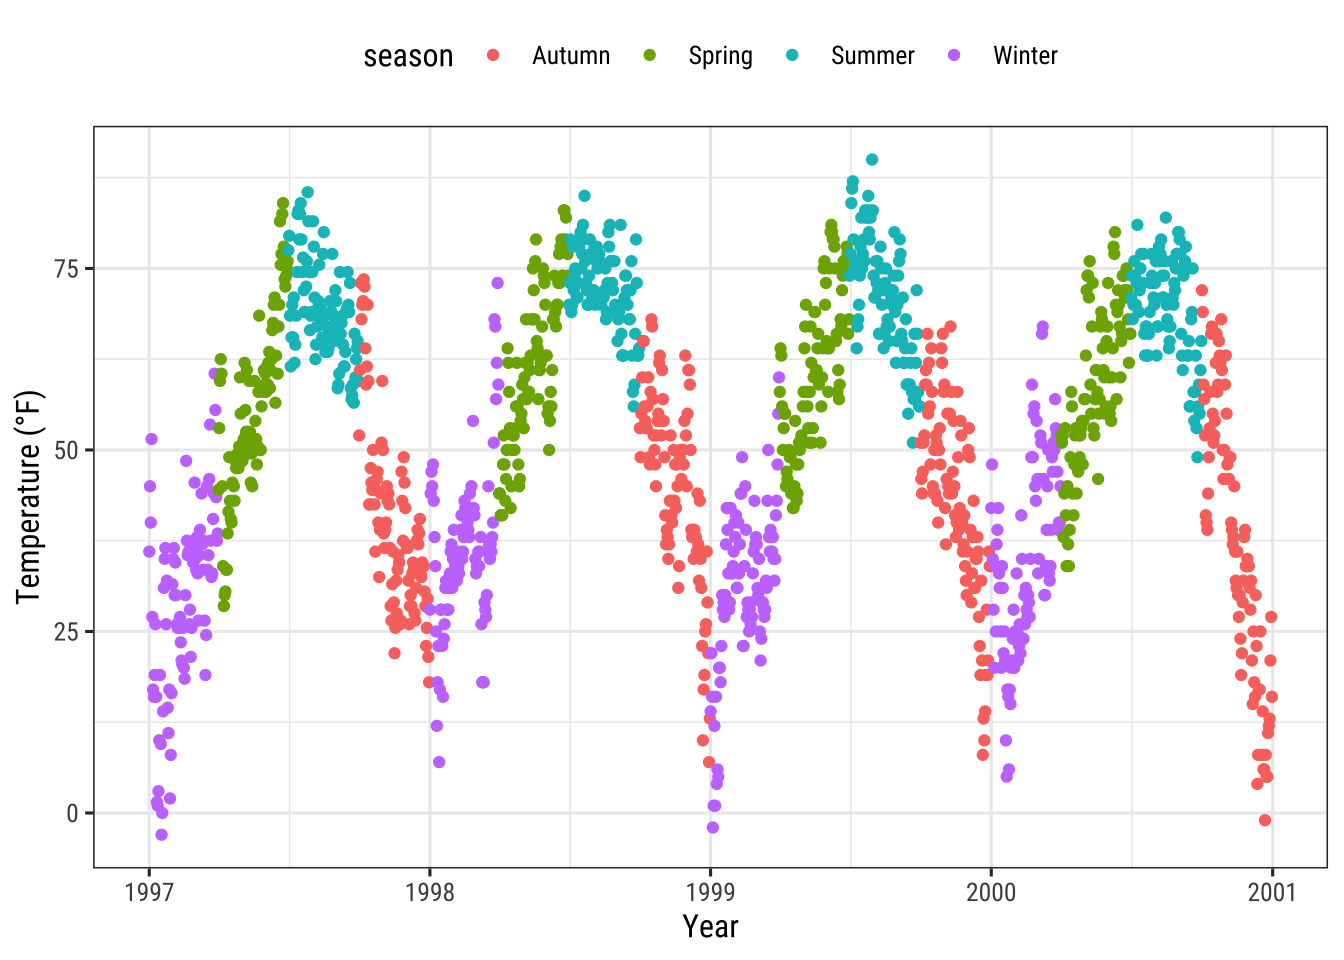 season Autumn Spring Summer Winter
75
50
25
0
Temperature (°F)
1997 1998 1999 2000 2001
Year